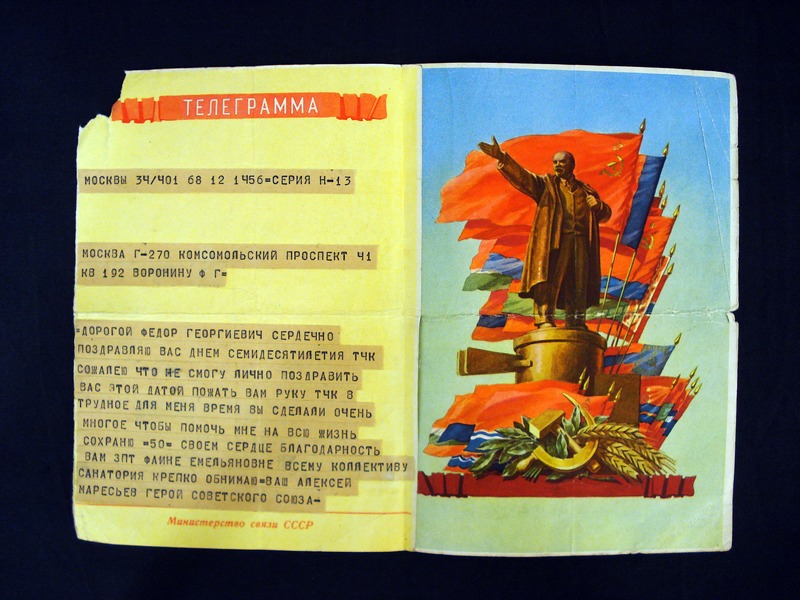 ТЕЛЕГРАММА
МОСКВЫ 34/401 68 12 1456=СЕРИЯ Н-13
МОСКВА Г-270 КОМСОМОЛЬСКИЙ ПРОСПЕКТ 41
КВ 192 ВОРОНИНУ Ф Г=
=ДОРОГОЙ ФЕДОР ГЕОРГИЕВИЧ СЕРДЕЧНО
ПОЗДРАВЛЯЮ ВАС ДНЕМ СЕМИДЕСЯТИЛЕТИЯ ТЧК
СОЖАЛЕЮ ЧТО НЕ СМОГУ ЛИЧНО ПОЗДРАВИТЬ
ВАС ЭТОЙ ДАТОЙ ПОЖАТЬ ВАМ РУКУ ТЧК В
ТРУДНОЕ ДЛЯ МЕНЯ ВРЕМЯ ВЫ СДЕЛАЛИ ОЧЕНЬ
МНОГОЕ ЧТОБЫ ПОМОЧЬ МНЕ НА ВСЮ ЖИЗНЬ
СОХРАНЮ =50= СВОЕМ СЕРДЦЕ БЛАГОДАРНОСТЬ
ВАМ ЗПТ ФАИНЕ ЕМЕЛЬЯНОВНЕ ВСЕМУ КОЛЛЕКТИВУ
САНАТОРИЯ КРЕПКО ОБНИМАЮ=ВАШ АЛЕКСЕЙ
МАРЕСЬЕВ ГЕРОЙ СОВЕТСКОГО СОЮЗА-
Министерство связи СССР